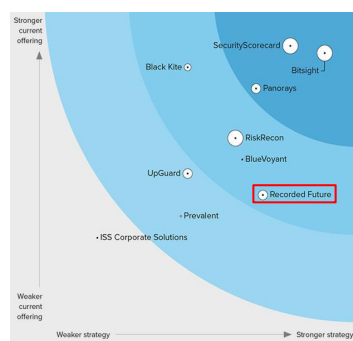 Stronger
current
offering
SecurityScorecard
Bitsight
Black Kite
Panorays
RiskRecon
BlueVoyant
UpGuard
Recorded Future
Prevalent
ISS Corporate Solutions
Weaker
current
offering
Weaker strategy
Stronger strategy